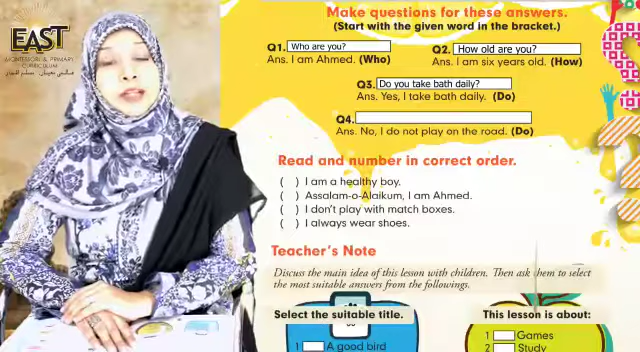 EAST
MONTESSORI & PRIMARY
CURRICULUM
Make questions for these answers.
(Start with the given word in the bracket.)
Q1. Who are you?
Ans. I am Ahmed. (Who)
Q2. How old are you?
Ans. I am six years old. (How)
Q3. Do you take bath daily?
Ans. Yes, I take bath daily. (Do)
Q4.
Ans. No, I do not play on the road. (Do)
Read and number in correct order.
( ) I am a healthy boy.
( ) Assalam-o-Alaikum, I am Ahmed.
( ) I don't play with match boxes.
( ) I always wear shoes.
Teacher's Note
Discuss the main idea of this lesson with children. Then ask them to select
the most suitable answers from the followings.
Select the suitable title.
1 A good bird
This lesson is about:
1 Games
2 Study